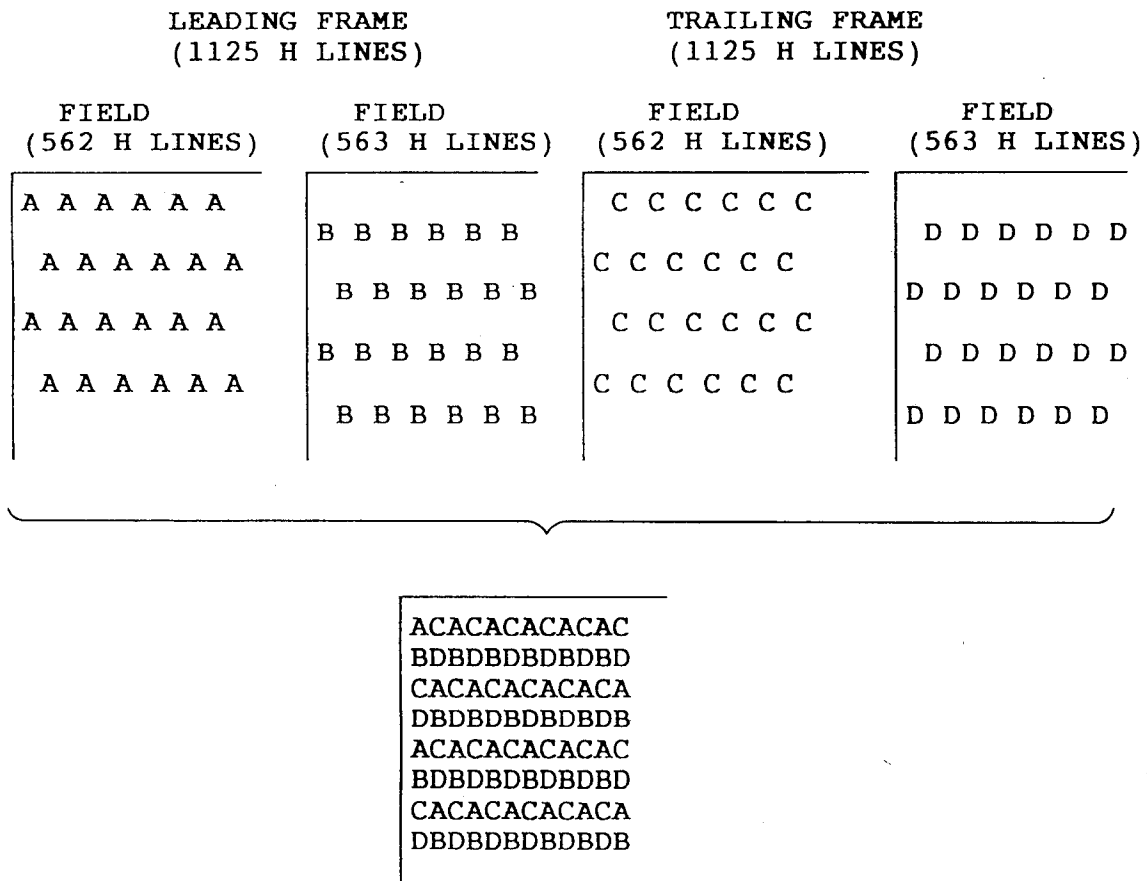 LEADING FRAME
(1125 H LINES)
TRAILING FRAME
(1125 H LINES)
FIELD
(562 H LINES)
FIELD
(563 H LINES)
FIELD
(562 H LINES)
FIELD
(563 H LINES)
A A A A A A
A A A A A A
A A A A A A
A A A A A A
B B B B B B
B B B B B B
B B B B B B
B B B B B B
C C C C C C
C C C C C C
C C C C C C
C C C C C C
D D D D D D
D D D D D D
D D D D D D
D D D D D D
ACACACACACAC
BDBDBDBDBDBD
CACACACACACA
DBDBDBDBDBDB
ACACACACACAC
BDBDBDBDBDBD
CACACACACACA
DBDBDBDBDBDB